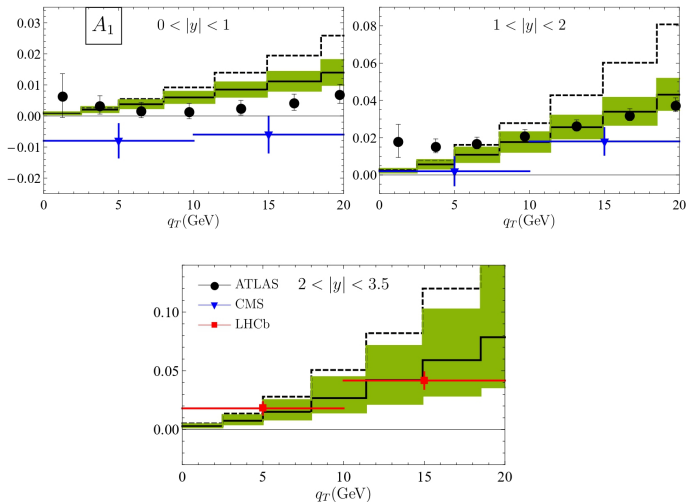 A₁
0 < |y| < 1
0.03
0.02
0.01
0.00
−0.01
−0.02
0
5
10
15
20
q_T(GeV)
1 < |y| < 2
0.08
0.06
0.04
0.02
0.00
0
5
10
15
20
q_T(GeV)
2 < |y| < 3.5
ATLAS
CMS
LHCb
0.10
0.05
0.00
0
5
10
15
20
q_T(GeV)